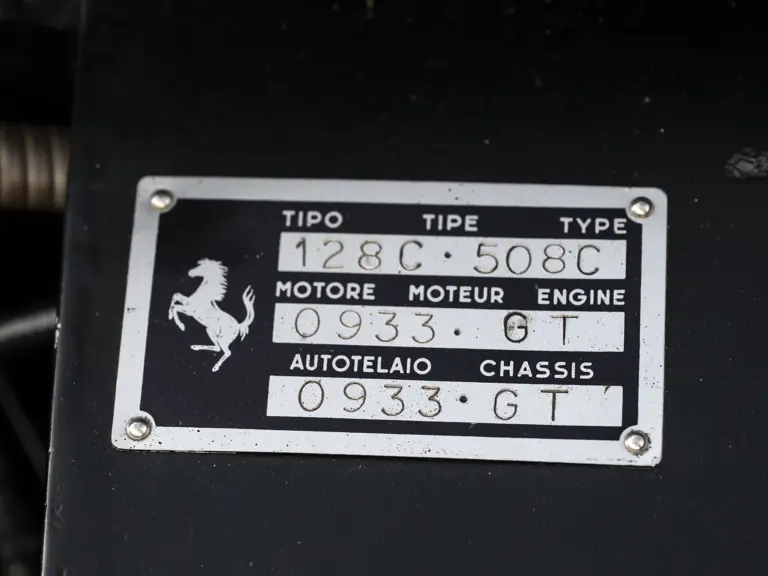 TIPO TIPE TYPE
128C · 508C
MOTORE MOTEUR ENGINE
0933 · GT
AUTOTELAIO CHASSIS
0933 · GT